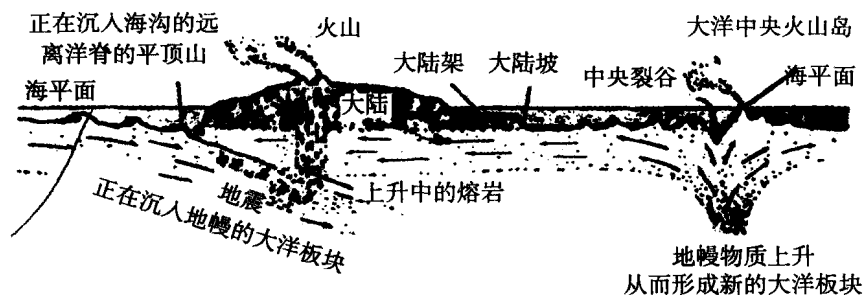 正在沉入海沟的远
离洋脊的平顶山
火山
大洋中央火山岛
大陆架
大陆坡
中央裂谷
海平面
海平面
大陆
地震
上升中的熔岩
正在沉入地幔的大洋板块
地幔物质上升
从而形成新的大洋板块